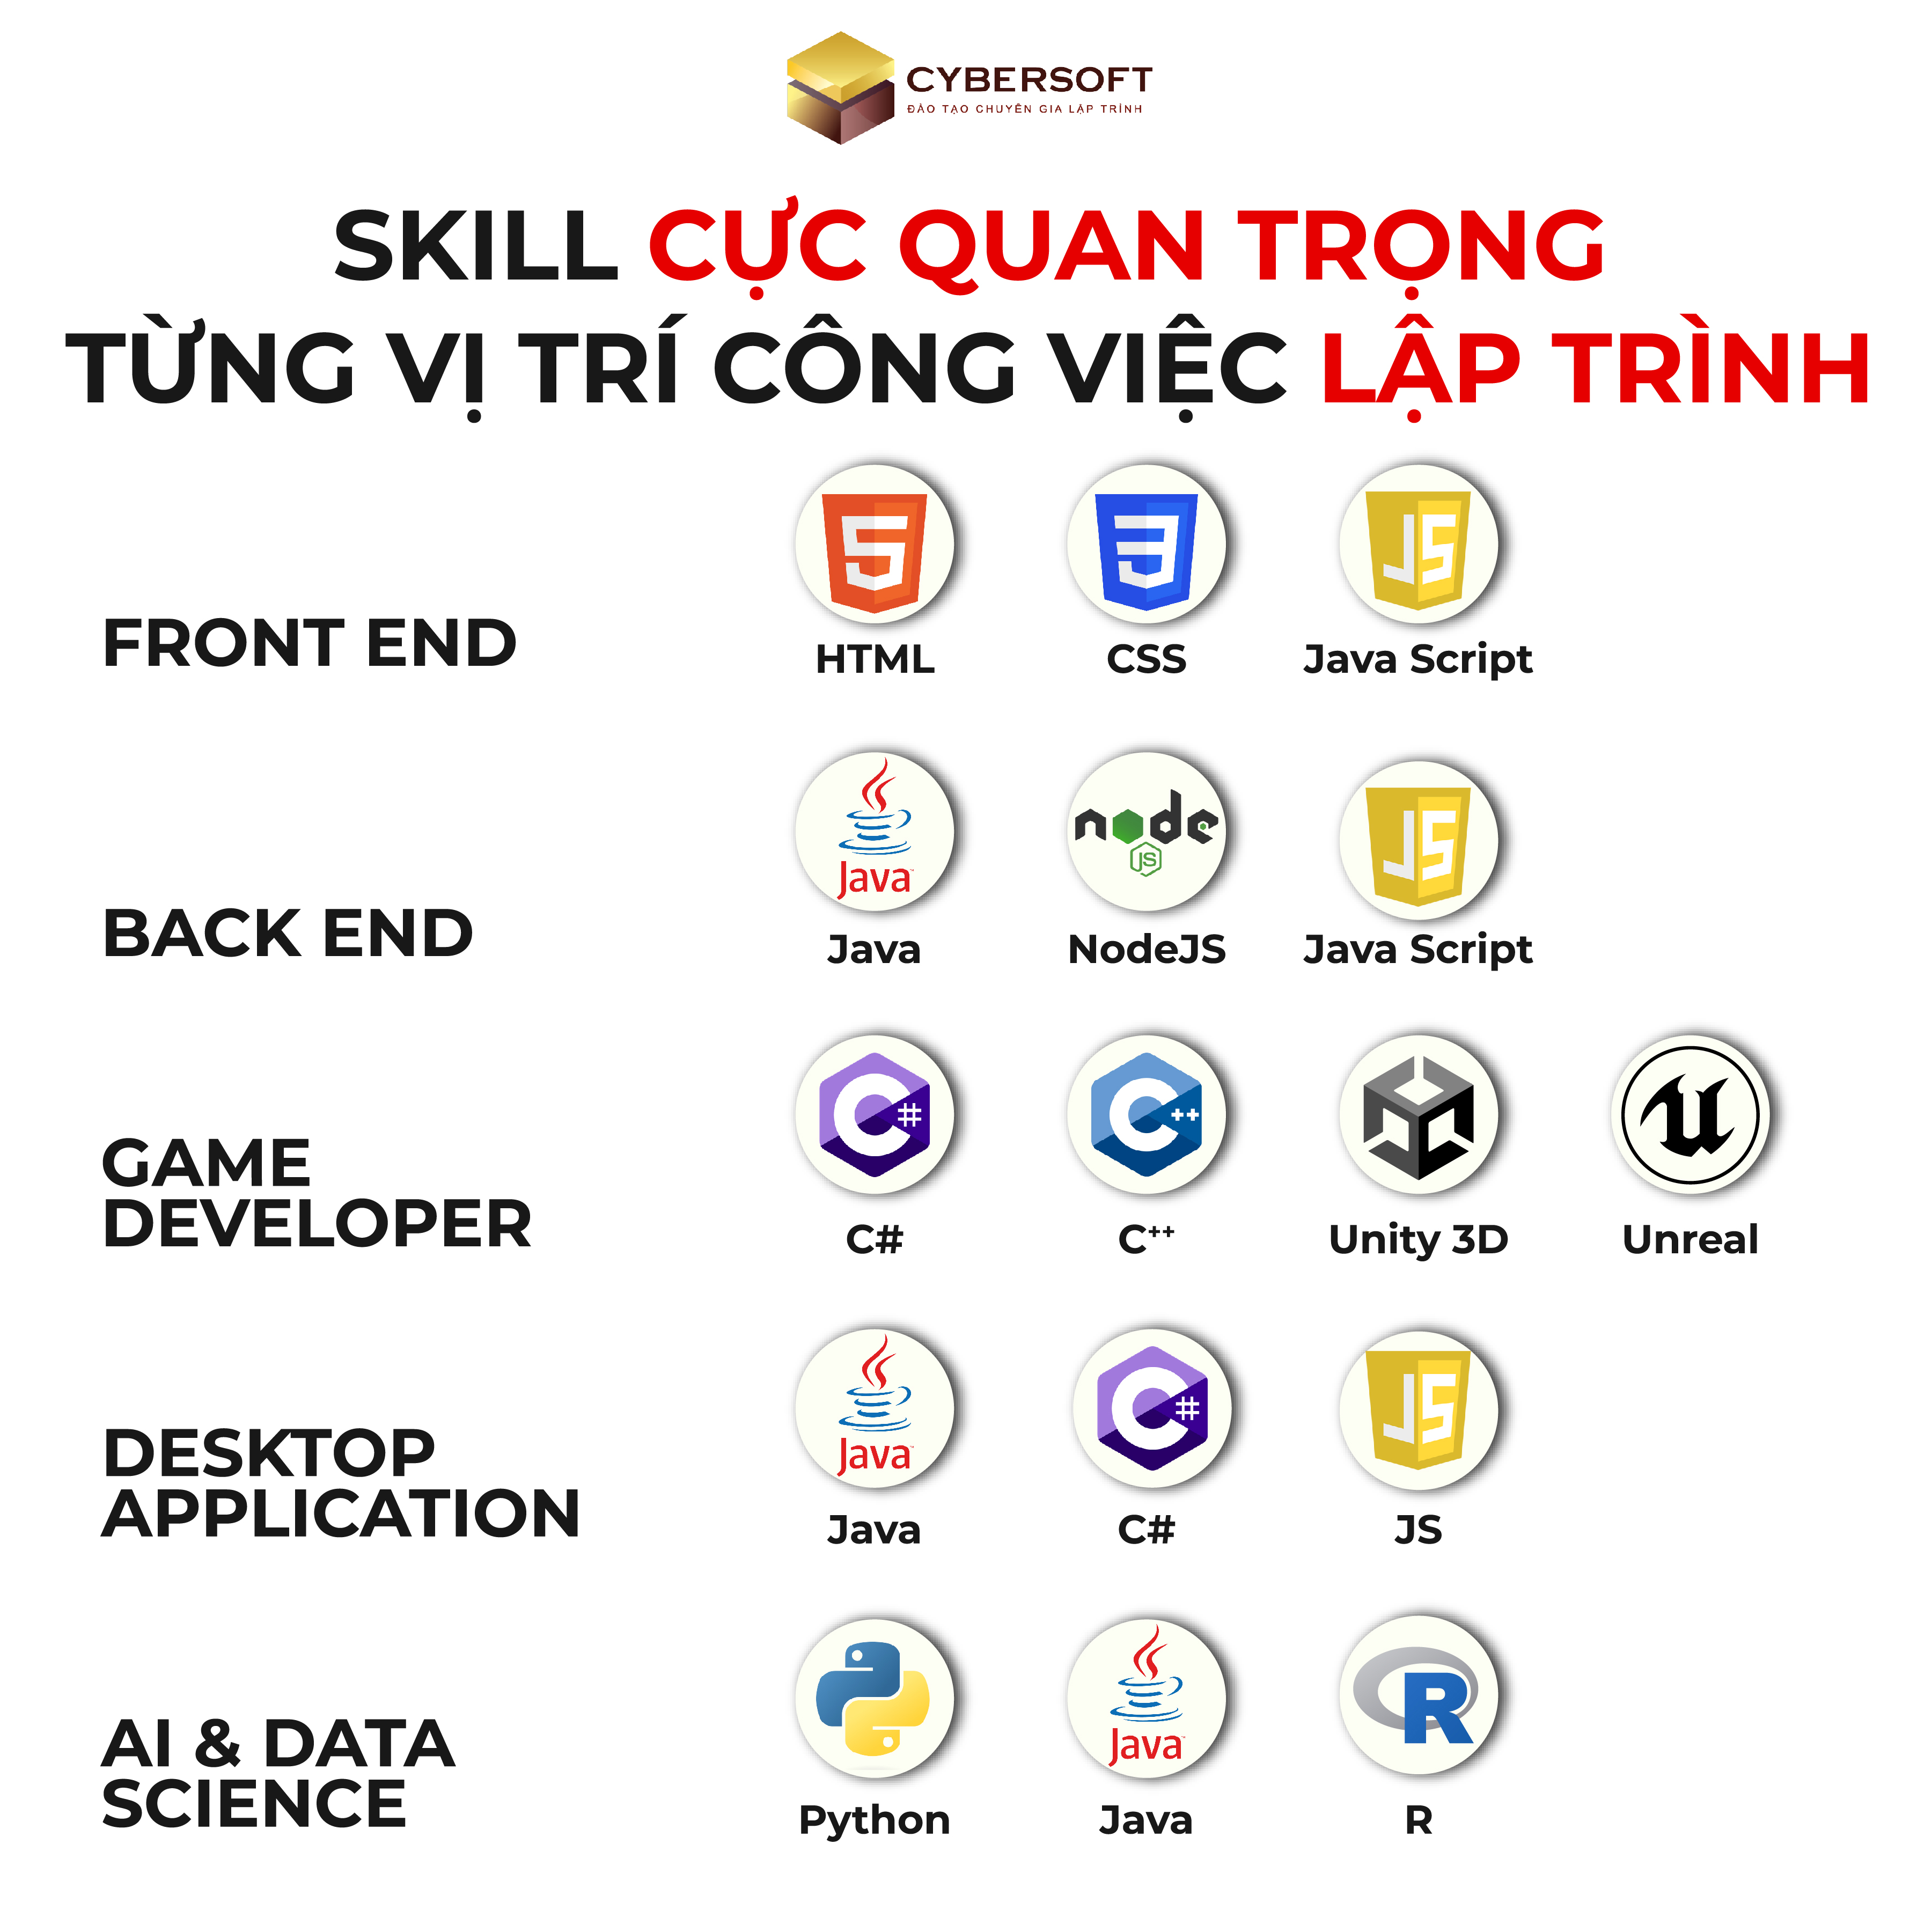 CYBERSOFT
ĐÀO TẠO CHUYÊN GIA LẬP TRÌNH
SKILL CỰC QUAN TRỌNG
TỪNG VỊ TRÍ CÔNG VIỆC LẬP TRÌNH
FRONT END
5
3
JS
HTML
CSS
Java Script
BACK END
Java
node
JS
JS
Java
NodeJS
Java Script
GAME
DEVELOPER
C#
C++
U
C#
C++
Unity 3D
Unreal
DESKTOP
APPLICATION
Java
C#
JS
Java
C#
JS
AI & DATA
SCIENCE
Java
R
Python
Java
R